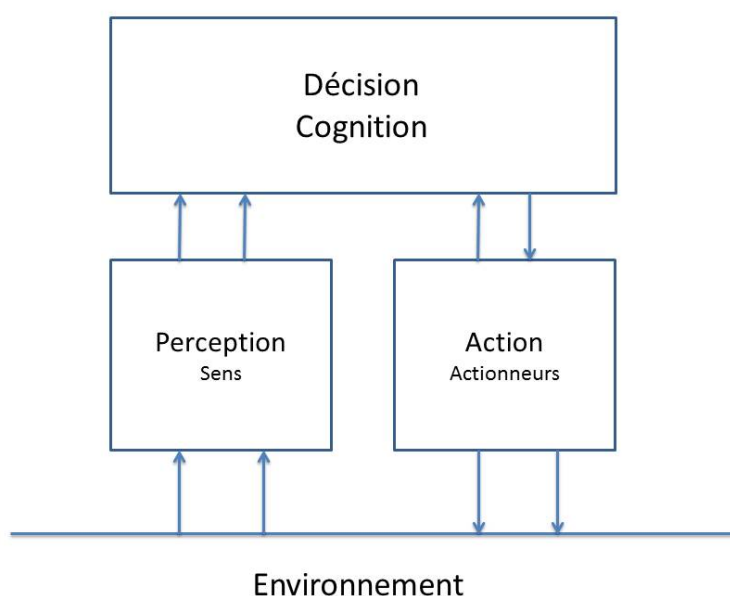 Décision
Cognition
Perception
Sens
Action
Actionneurs
Environnement